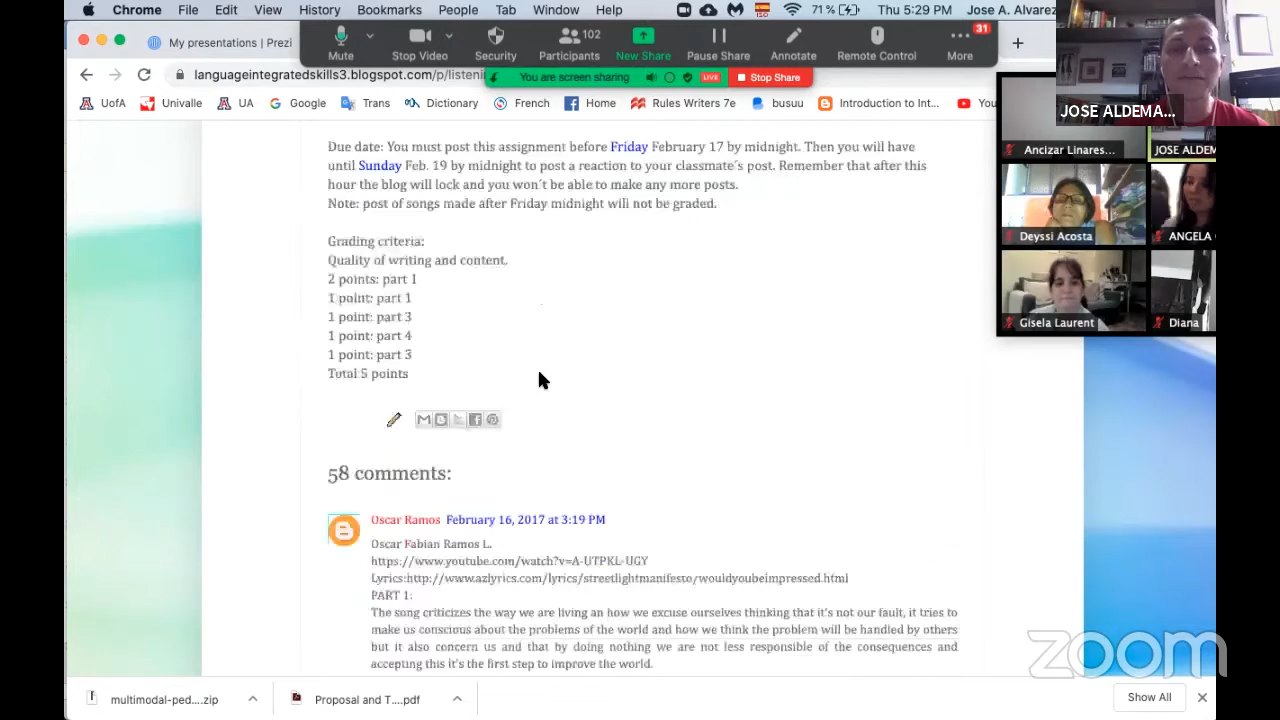 Chrome File Edit View History Bookmarks People Tab Window ISO 71 % Thu 5:29 PM Jose A. Alvarez
My presentations | Prezi
Mute Stop Video Security Participants 102 New Share Pause Share Annotate Remote Control More 31
languageintegratedskills3.blogspot.com/p/listeni
You are screen sharing LIVE Stop Share
UofA Univalle UA Google Trans Dictionary French Home Rules Writers 7e busuu Introduction to Int... You
JOSE ALDEMA...
Ancizar Linares...
JOSE ALDEM
Deyssi Acosta
ANGELA
Gisela Laurent
Diana
Due date: You must post this assignment before Friday February 17 by midnight. Then you will have
until Sunday Feb. 19 by midnight to post a reaction to your classmate´s post. Remember that after this
hour the blog will lock and you won´t be able to make any more posts.
Note: post of songs made after Friday midnight will not be graded.
Grading criteria:
Quality of writing and content.
2 points: part 1
1 point: part 1
1 point: part 3
1 point: part 4
1 point: part 3
Total 5 points
58 comments:
Oscar Ramos February 16, 2017 at 3:19 PM
Oscar Fabian Ramos L.
https://www.youtube.com/watch?v=A-UTPKL-UGY
Lyrics:http://www.azlyrics.com/lyrics/streetlightmanifesto/wouldyoubeimpressed.html
PART 1:
The song criticizes the way we are living an how we excuse ourselves thinking that it's not our fault, it tries to
make us conscious about the problems of the world and how we think the problem will be handled by others
but it also concern us and that by doing nothing we are not less responsible of the consequences and
accepting this it's the first step to improve the world.
zoom
multimodal-ped....zip
Proposal and T....pdf
Show All